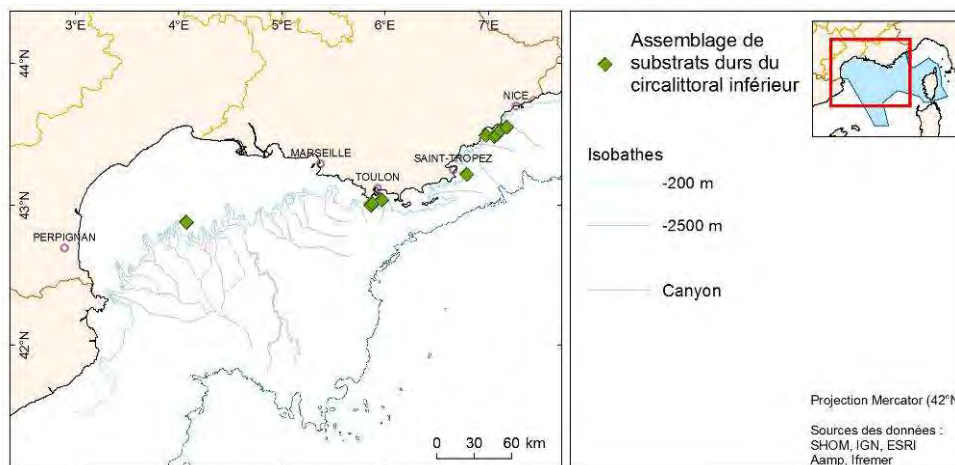 3°E 4°E 5°E 6°E 7°E
44°N
43°N
42°N
NICE
MARSEILLE
SAINT-TROPEZ
TOULON
PERPIGNAN
0 30 60 km
Assemblage de
substrats durs du
circalittoral inférieur
Isobathes
-200 m
-2500 m
Canyon
Projection Mercator (42°N
Sources des données :
SHOM, IGN, ESRI
Aamp, Ifremer